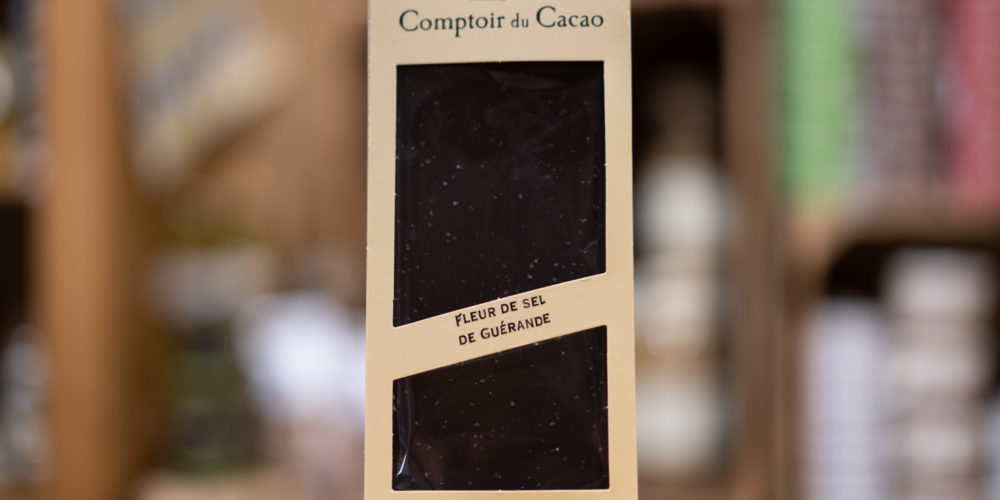 Comptoir du Cacao
FLEUR DE SEL
DE GUÉRANDE